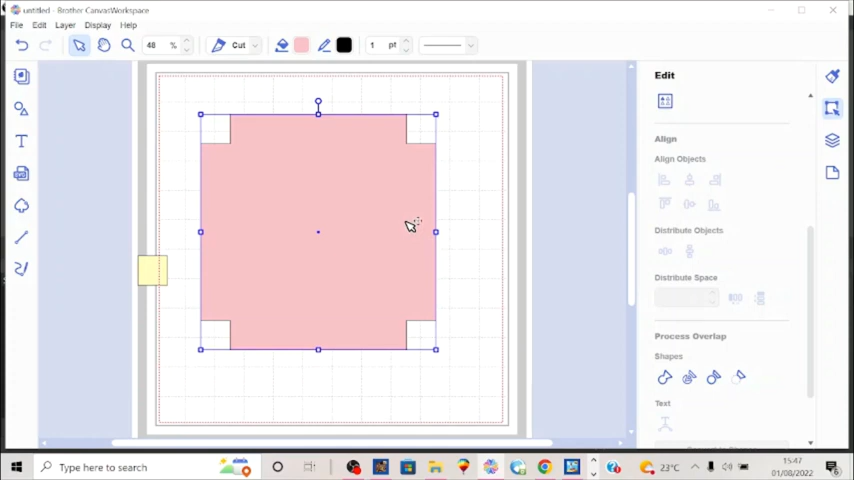 untitled - Brother CanvasWorkspace
File Edit Layer Display Help
48 % Cut 1 pt
Edit
Align
Align Objects
Distribute Objects
Distribute Space
Process Overlap
Shapes
Text
Type here to search
23°C
15:47
01/08/2022
6